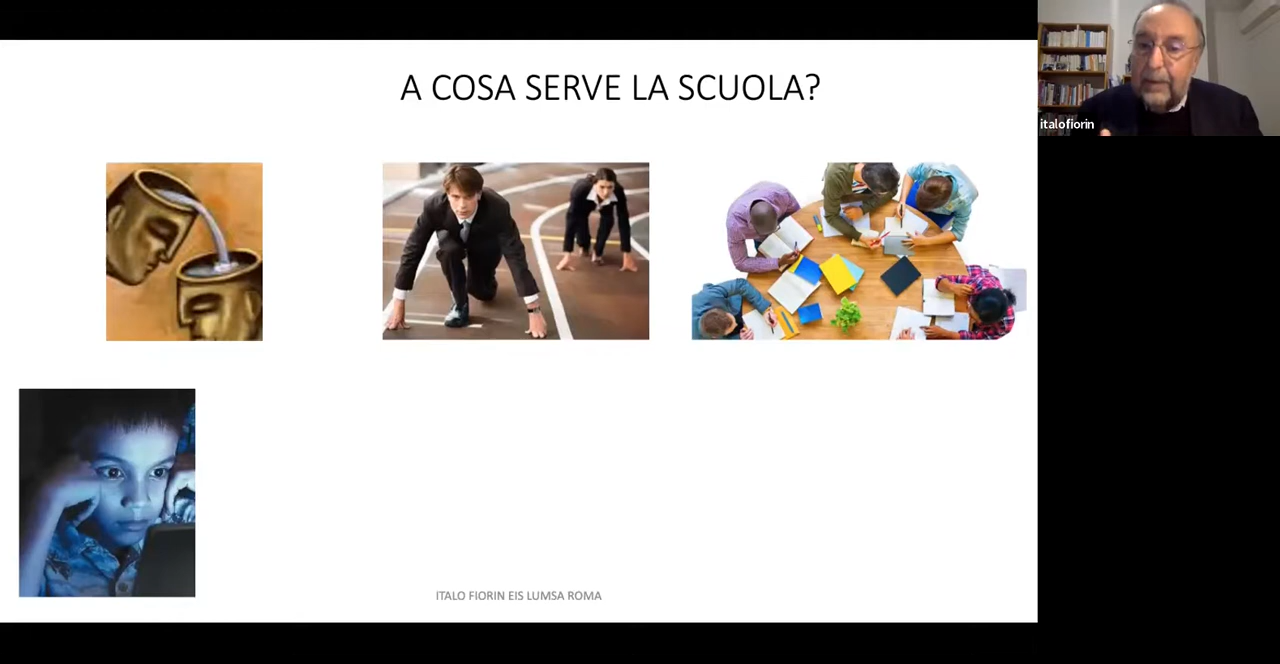 A COSA SERVE LA SCUOLA?
italofiorin
ITALO FIORIN EIS LUMSA ROMA